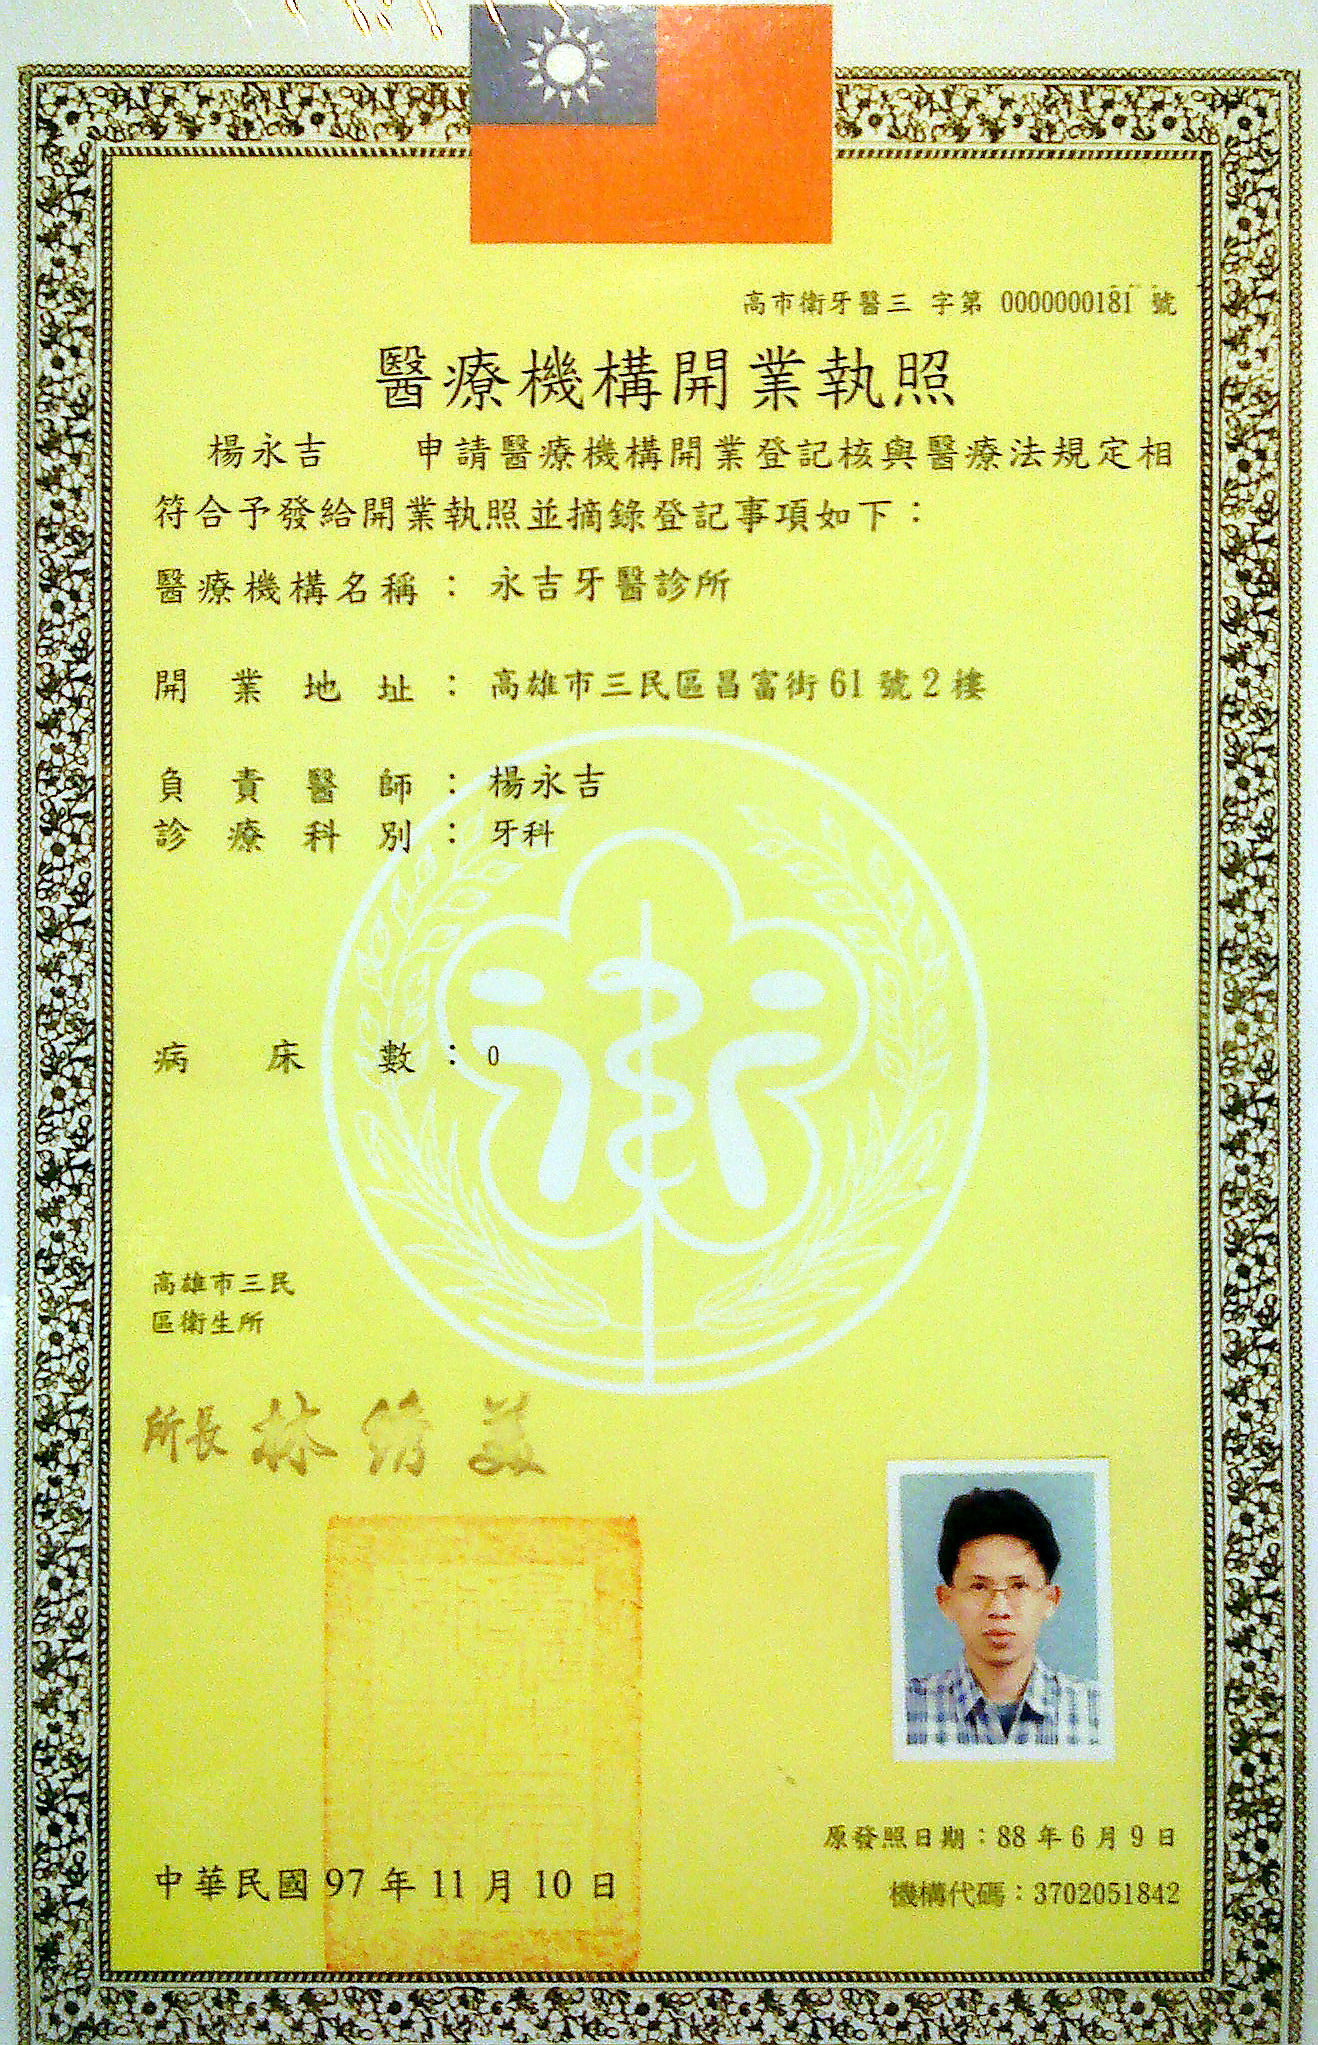 高市衛牙醫三 字第 0000000181 號
醫療機構開業執照
楊永吉 申請醫療機構開業登記核與醫療法規定相
符合予發給開業執照並摘錄登記事項如下：
醫療機構名稱：永吉牙醫診所
開業地址：高雄市三民區昌富街61號2樓
負責醫師：楊永吉
診療科別：牙科
病床數：0
高雄市三民
區衛生所
所長 林綉美
原發照日期：88年6月9日
中華民國97年11月10日
機構代碼：3702051842